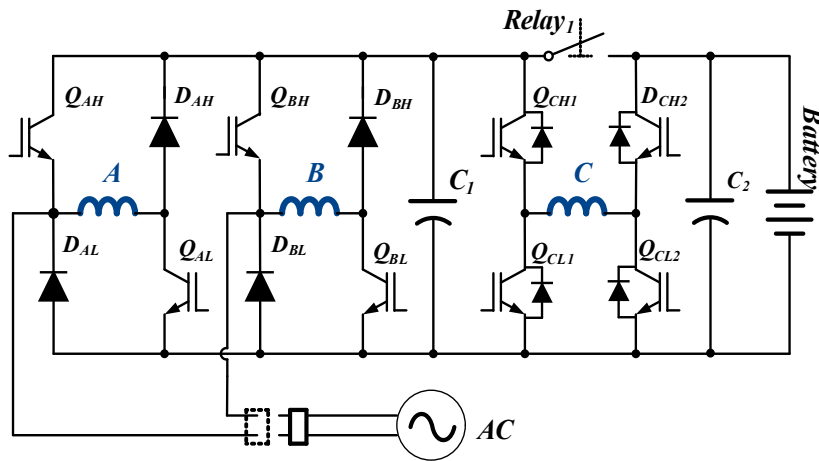 Relay1
QAH
DAH
QBH
DBH
QCH1
DCH2
A
B
C1
C
C2
Battery
DAL
QAL
DBL
QBL
QCL1
QCL2
AC